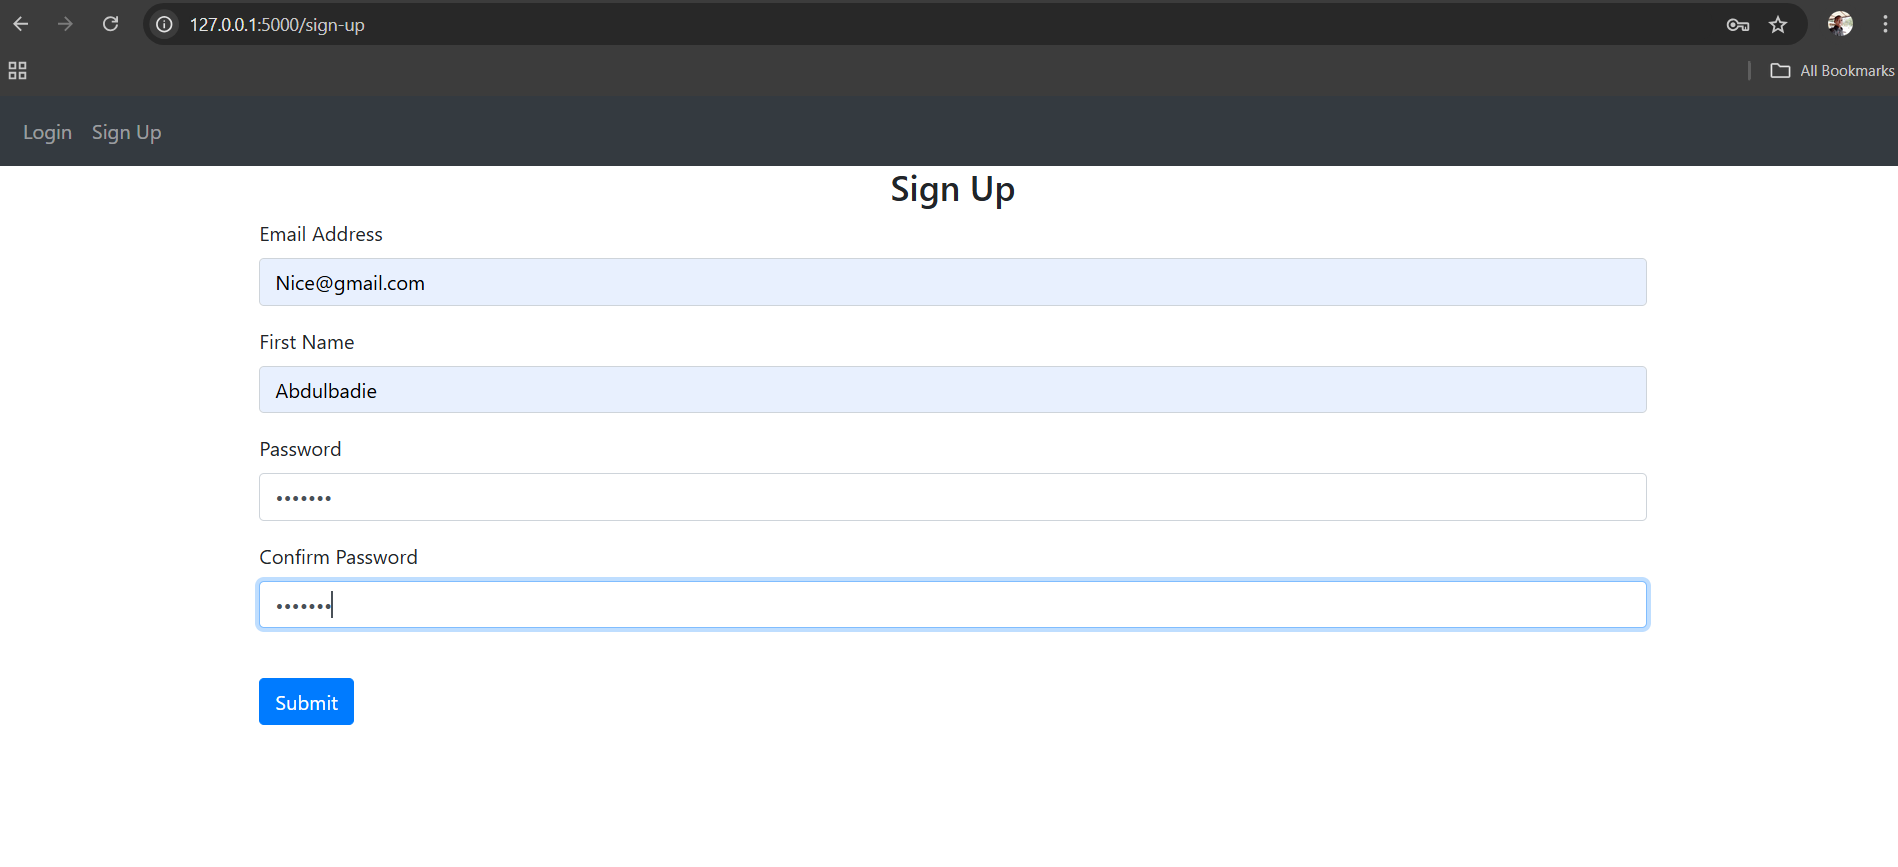 127.0.0.1:5000/sign-up
All Bookmarks
Login Sign Up
Sign Up
Email Address
Nice@gmail.com
First Name
Abdulbadie
Password
•••••••
Confirm Password
•••••••
Submit